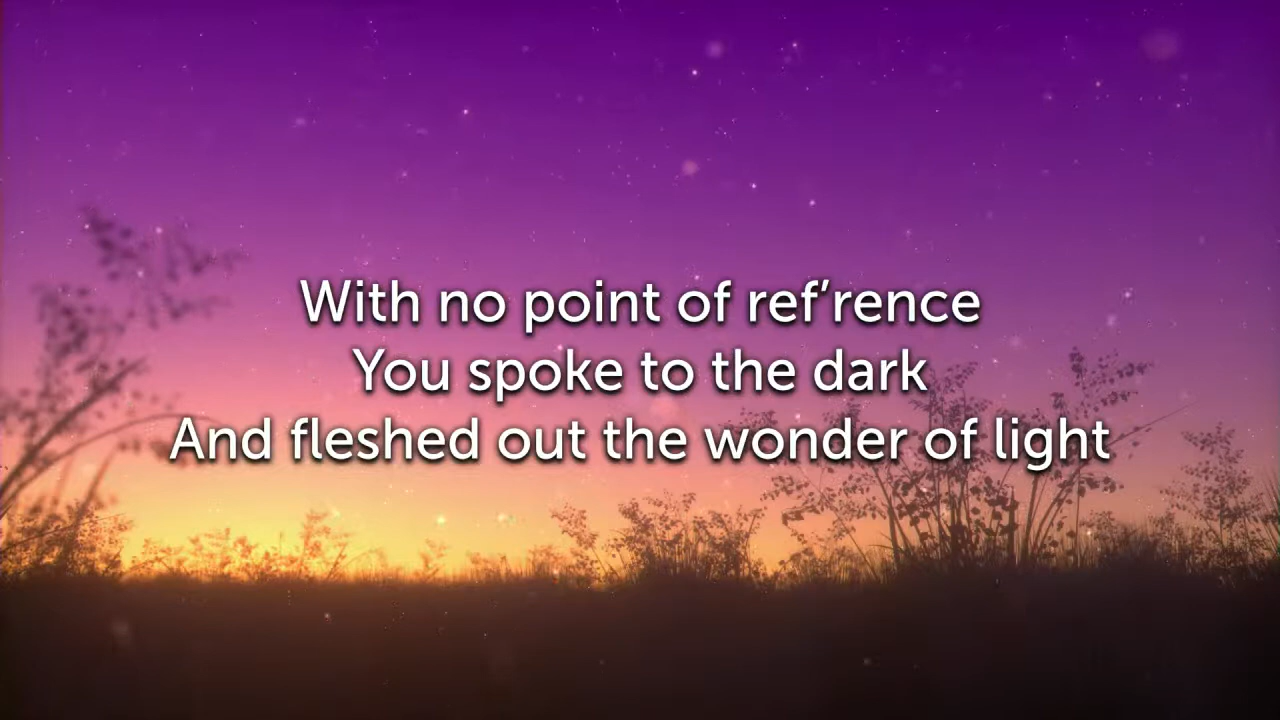 With no point of ref’rence
You spoke to the dark
And fleshed out the wonder of light